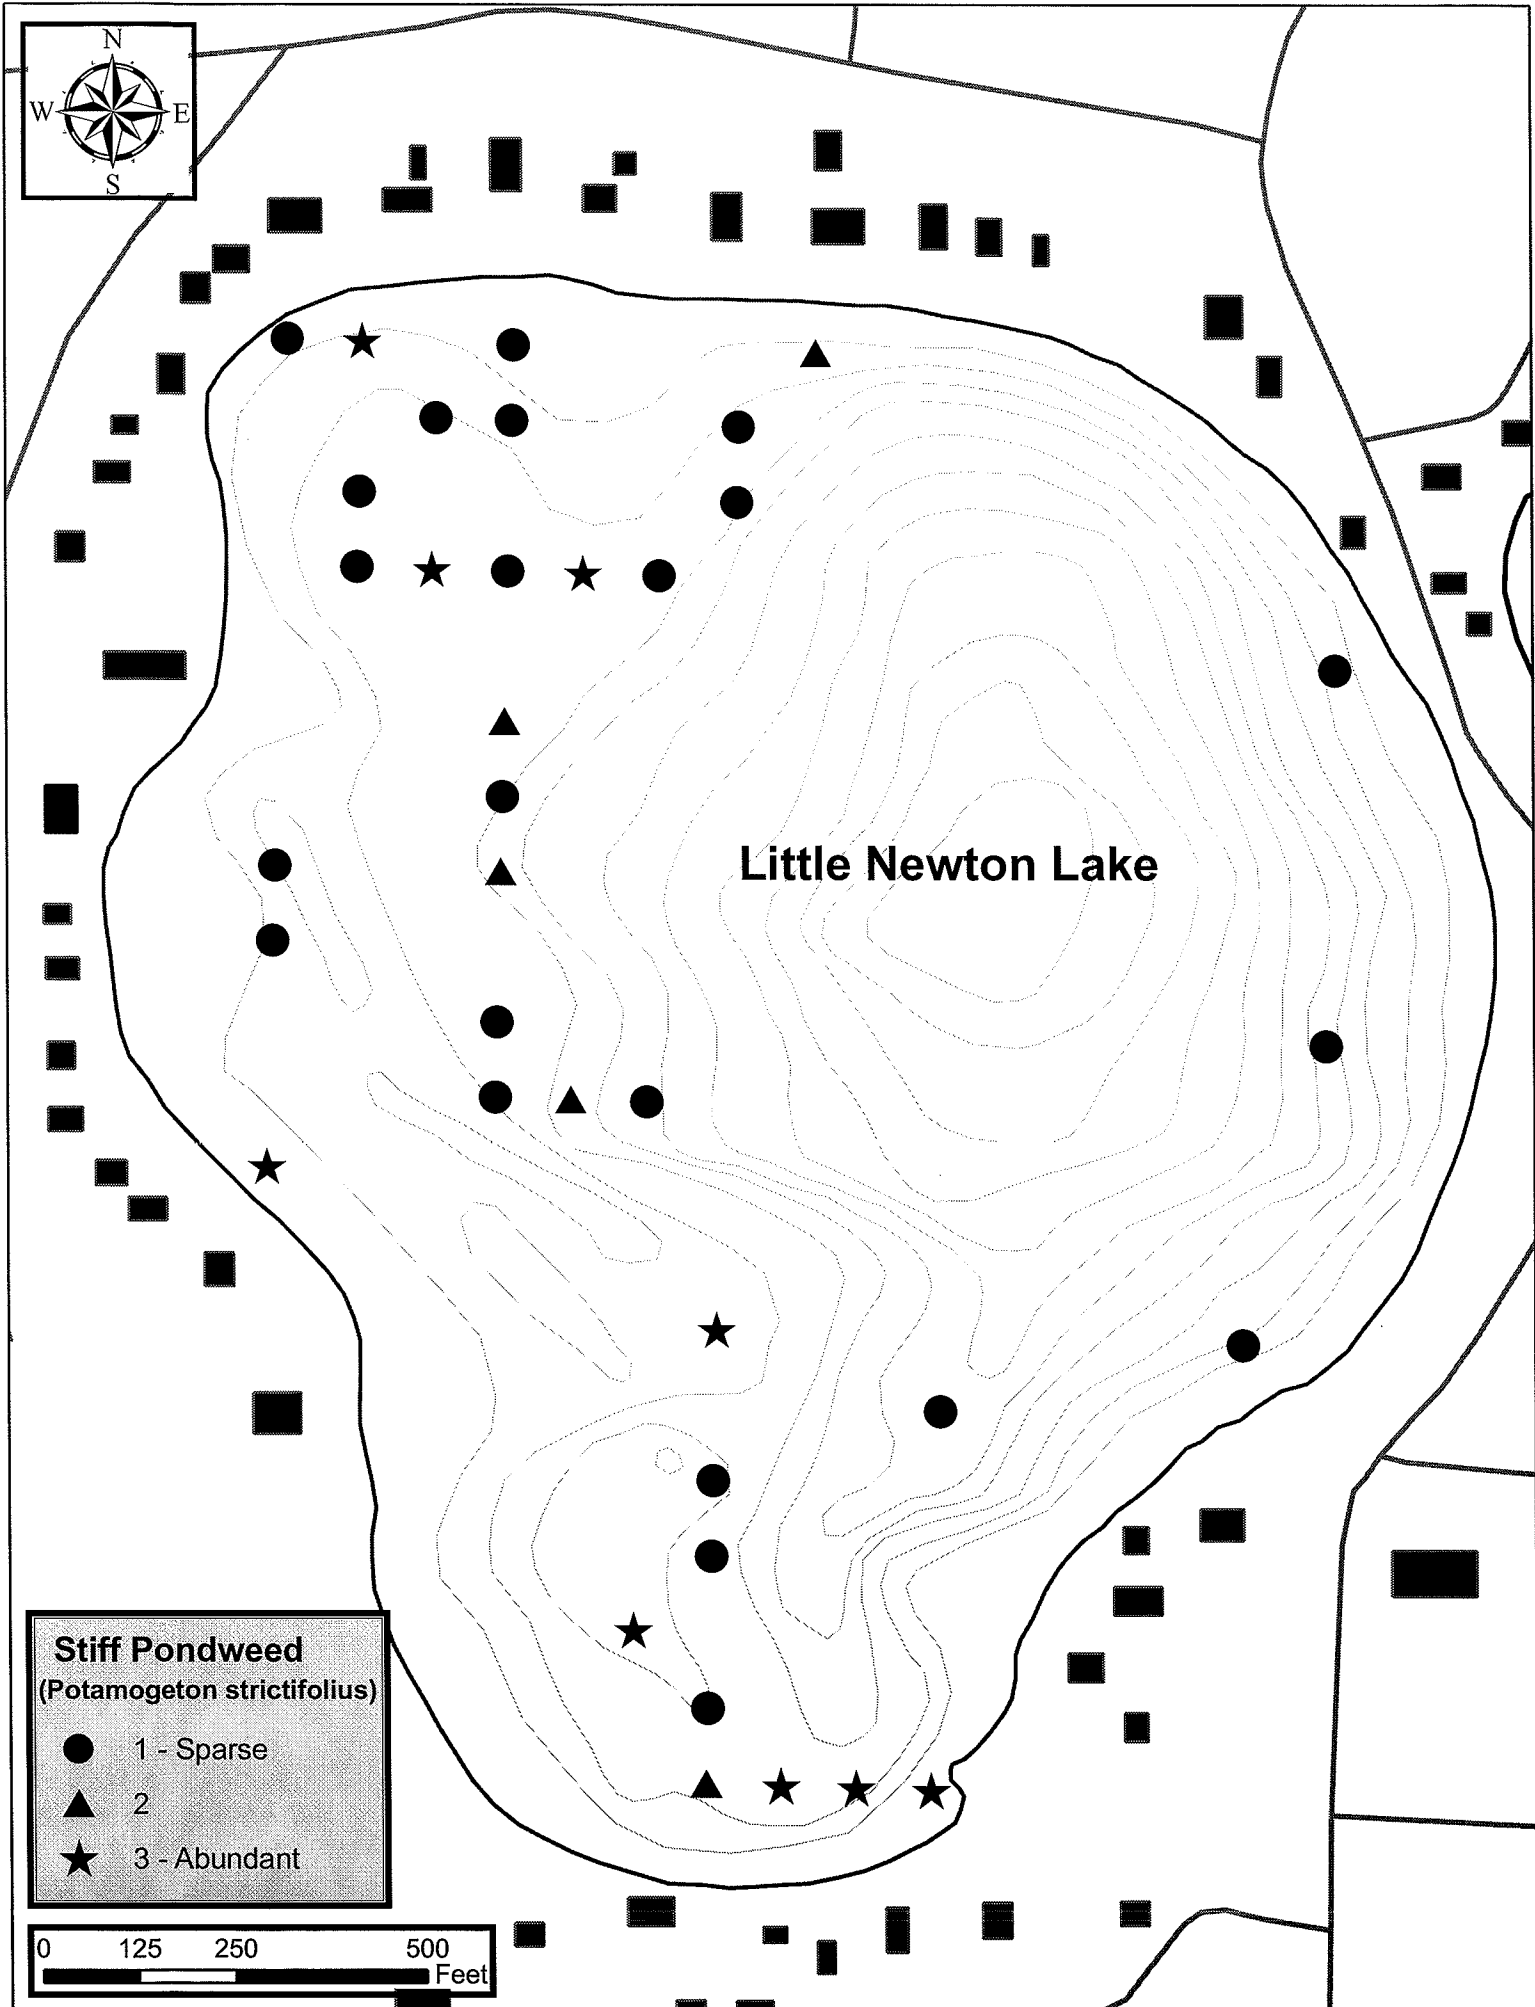 N
W E
S
Little Newton Lake
Stiff Pondweed
(Potamogeton strictifolius)
1 - Sparse
2
3 - Abundant
0 125 250 500
Feet